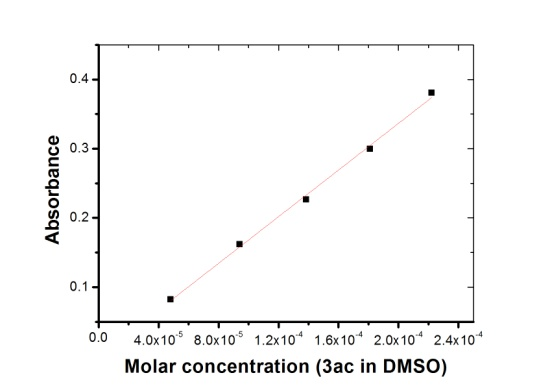 Absorbance
0.4
0.3
0.2
0.1
0.0 4.0x10⁻⁵ 8.0x10⁻⁵ 1.2x10⁻⁴ 1.6x10⁻⁴ 2.0x10⁻⁴ 2.4x10⁻⁴
Molar concentration (3ac in DMSO)